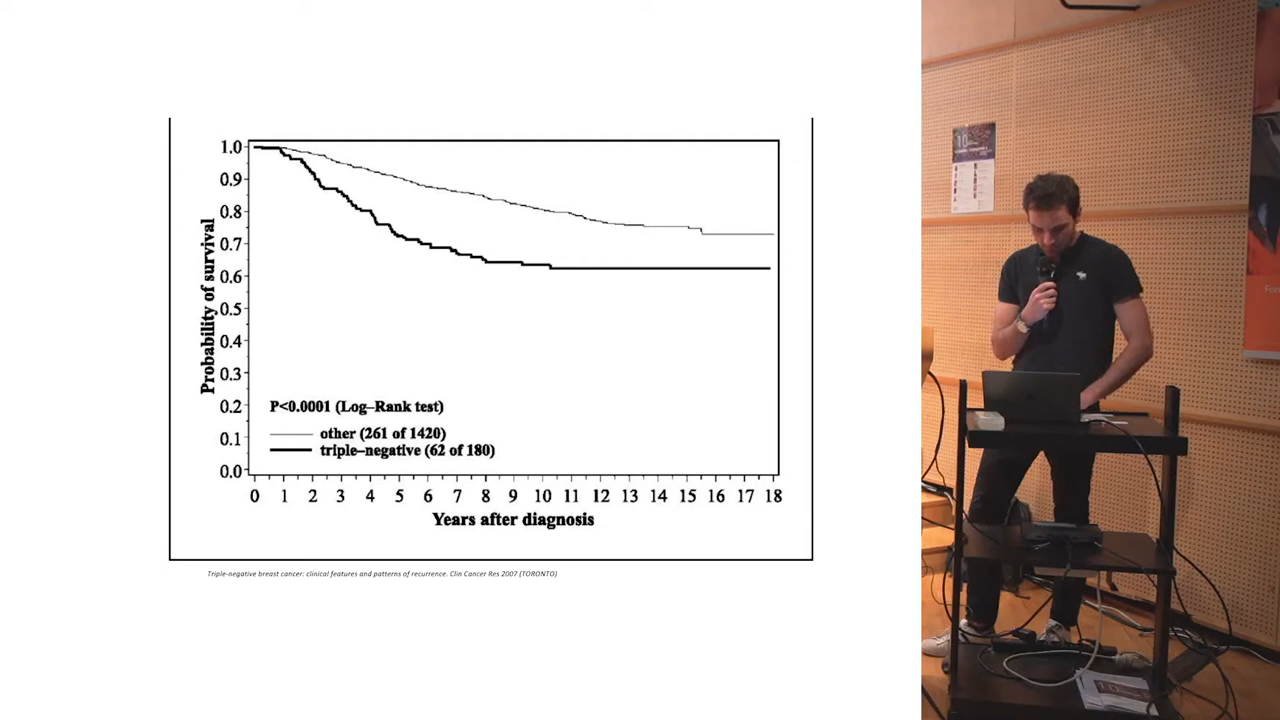 1.0
0.9
0.8
0.7
0.6
0.5
0.4
0.3
0.2
0.1
0.0
Probability of survival
P<0.0001 (Log–Rank test)
other (261 of 1420)
triple–negative (62 of 180)
0 1 2 3 4 5 6 7 8 9 10 11 12 13 14 15 16 17 18
Years after diagnosis
Triple-negative breast cancer: clinical features and patterns of recurrence. Clin Cancer Res 2007 (TORONTO)
10